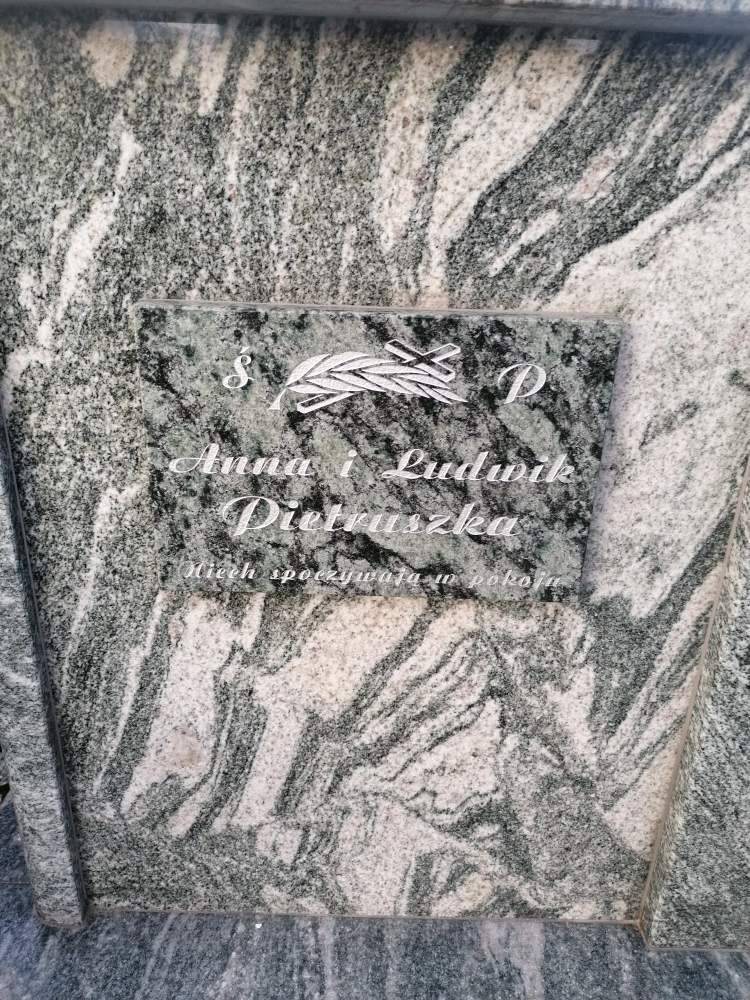 Ś P
Anna i Ludwik
Pietruszka
Niech spoczywają w pokoju